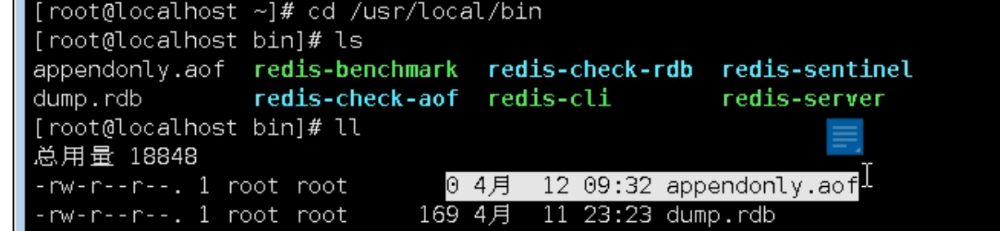 [root@localhost ~]# cd /usr/local/bin
[root@localhost bin]# ls
appendonly.aof  redis-benchmark  redis-check-rdb  redis-sentinel
dump.rdb        redis-check-aof  redis-cli        redis-server
[root@localhost bin]# ll
总用量 18848
-rw-r--r--. 1 root root       0 4月  12 09:32 appendonly.aof
-rw-r--r--. 1 root root     169 4月  11 23:23 dump.rdb